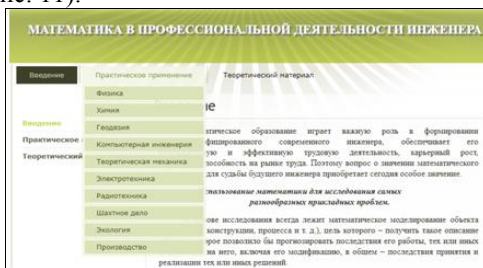 ис. 11).
МАТЕМАТИКА В ПРОФЕССИОНАЛЬНОЙ ДЕЯТЕЛЬНОСТИ ИНЖЕНЕРА
Введение
Практическое применение
Теоретический материал
Физика
Химия
Геодезия
Компьютерная инженерия
Теоретическая механика
Электротехника
Радиотехника
Шахтное дело
Экология
Производство
Введение
Практическое
Теоретический
ие
тическое образование играет важную роль в формировании
фицированного современного инженера, обеспечивает его
ую и эффективную трудовую деятельность, карьерный рост,
пособность на рынке труда. Поэтому вопрос о значении математического
для судьбы будущего инженера приобретает сегодня особое значение.
спользование математики для исследования самых
разнообразных прикладных проблем.
ове исследования всегда лежит математическое моделирование объекта
конструкции, процесса и т. д.), цель которого – получить такое описание
орое позволило бы прогнозировать последствия его работы, тех или иных
на него, включая его модификацию, в общем – последствия принятия и
реализации тех или иных решений.